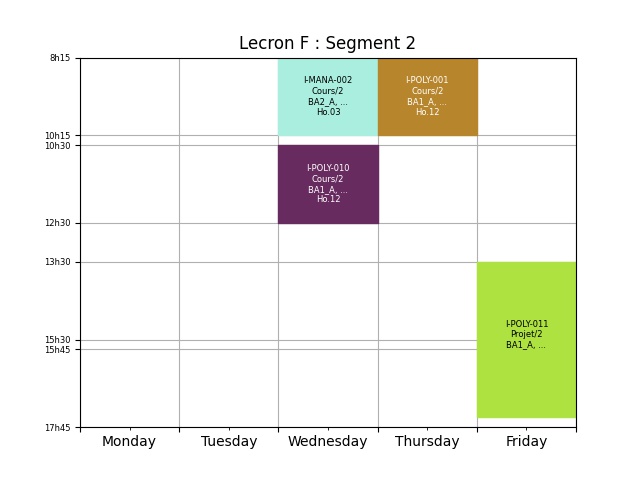 Lecron F : Segment 2
8h15
10h15
10h30
12h30
13h30
15h30
15h45
17h45
I-MANA-002
Cours/2
BA2_A, ...
Ho.03
I-POLY-001
Cours/2
BA1_A, ...
Ho.12
I-POLY-010
Cours/2
BA1_A, ...
Ho.12
I-POLY-011
Projet/2
BA1_A, ...
Monday
Tuesday
Wednesday
Thursday
Friday